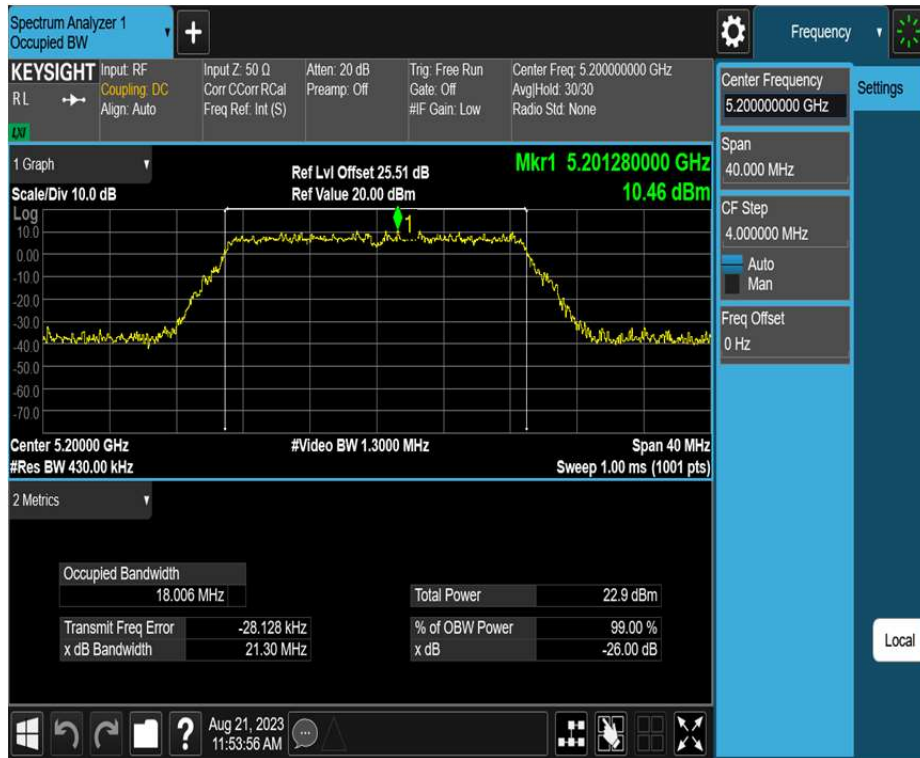 Spectrum Analyzer 1
Occupied BW
+
Frequency
KEYSIGHT
R L
LXI
Input: RF
Coupling: DC
Align: Auto
Input Z: 50 Ω
Corr CCorr RCal
Freq Ref: Int (S)
Atten: 20 dB
Preamp: Off
Trig: Free Run
Gate: Off
#IF Gain: Low
Center Freq: 5.200000000 GHz
Avg|Hold: 30/30
Radio Std: None
Center Frequency
5.200000000 GHz
Settings
Span
40.000 MHz
CF Step
4.000000 MHz
Auto
Man
Freq Offset
0 Hz
1 Graph
Scale/Div 10.0 dB
Ref Lvl Offset 25.51 dB
Ref Value 20.00 dBm
Mkr1 5.201280000 GHz
10.46 dBm
Log
10.0
0.00
-10.0
-20.0
-30.0
-40.0
-50.0
-60.0
-70.0
1
Center 5.20000 GHz
#Video BW 1.3000 MHz
Span 40 MHz
#Res BW 430.00 kHz
Sweep 1.00 ms (1001 pts)
2 Metrics
Occupied Bandwidth
18.006 MHz
Total Power 22.9 dBm
Transmit Freq Error -28.128 kHz
% of OBW Power 99.00 %
x dB Bandwidth 21.30 MHz
x dB -26.00 dB
Local
?
Aug 21, 2023
11:53:56 AM